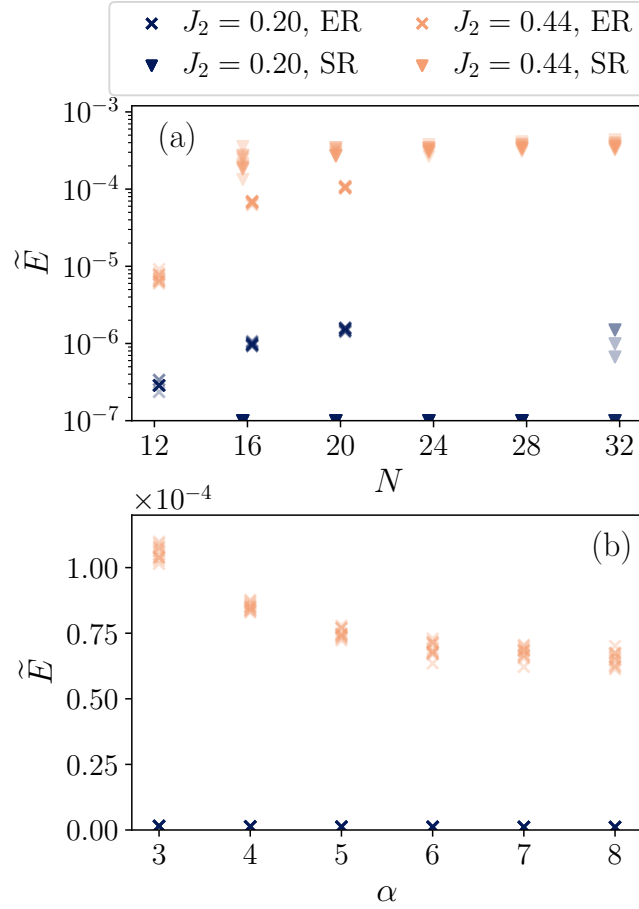 J₂ = 0.20, ER J₂ = 0.44, ER
J₂ = 0.20, SR J₂ = 0.44, SR
(a)
10⁻³
10⁻⁴
10⁻⁵
10⁻⁶
10⁻⁷
Ẽ
12 16 20 24 28 32
N
×10⁻⁴
(b)
1.00
0.75
0.50
0.25
0.00
Ẽ
3 4 5 6 7 8
α